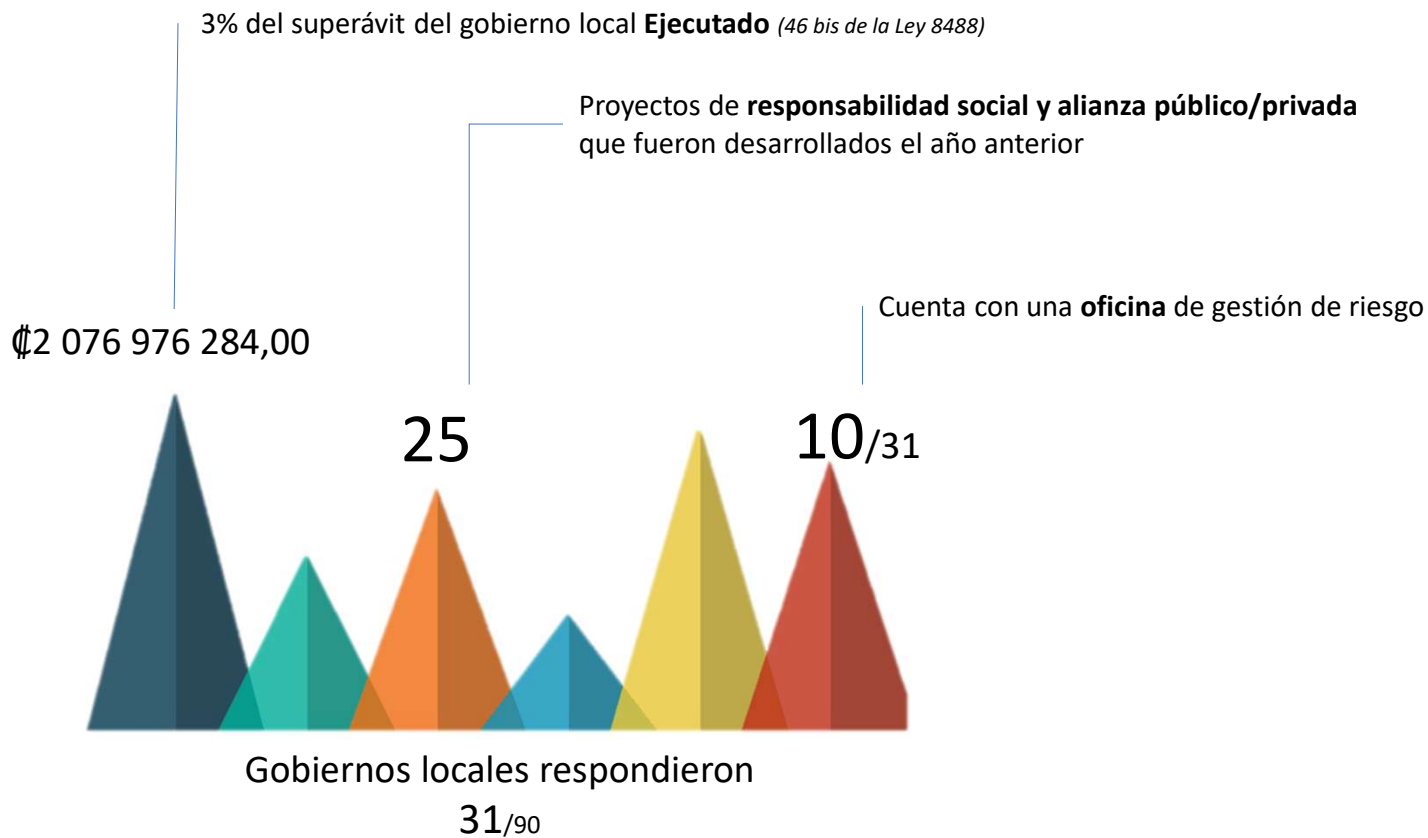 3% del superávit del gobierno local Ejecutado (46 bis de la Ley 8488)
Proyectos de responsabilidad social y alianza público/privada
que fueron desarrollados el año anterior
Cuenta con una oficina de gestión de riesgo
₡2 076 976 284,00
25
10/31
Gobiernos locales respondieron
31/90